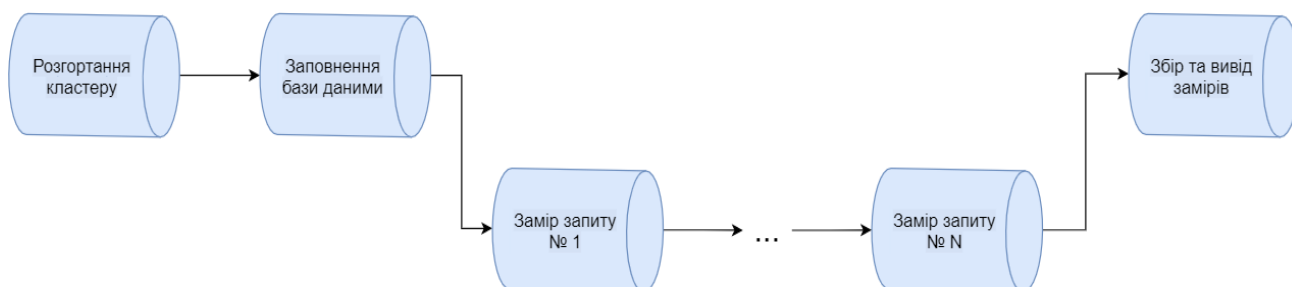 Розгортання
кластеру
Заповнення
бази даними
Замір запиту
№ 1
...
Замір запиту
№ N
Збір та вивід
замірів